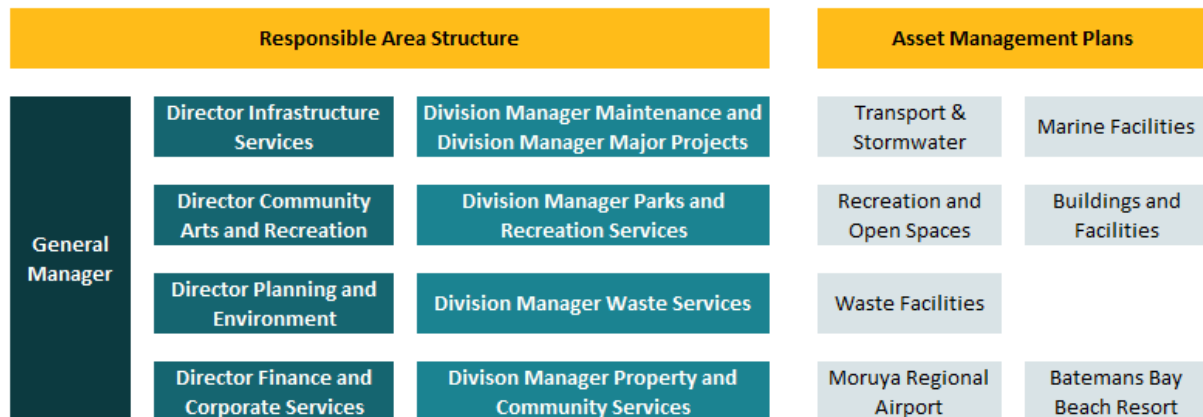 Responsible Area Structure
Asset Management Plans
General
Manager
Director Infrastructure
Services
Division Manager Maintenance and
Division Manager Major Projects
Transport &
Stormwater
Marine Facilities
Director Community
Arts and Recreation
Division Manager Parks and
Recreation Services
Recreation and
Open Spaces
Buildings and
Facilities
Director Planning and
Environment
Division Manager Waste Services
Waste Facilities
Director Finance and
Corporate Services
Divison Manager Property and
Community Services
Moruya Regional
Airport
Batemans Bay
Beach Resort